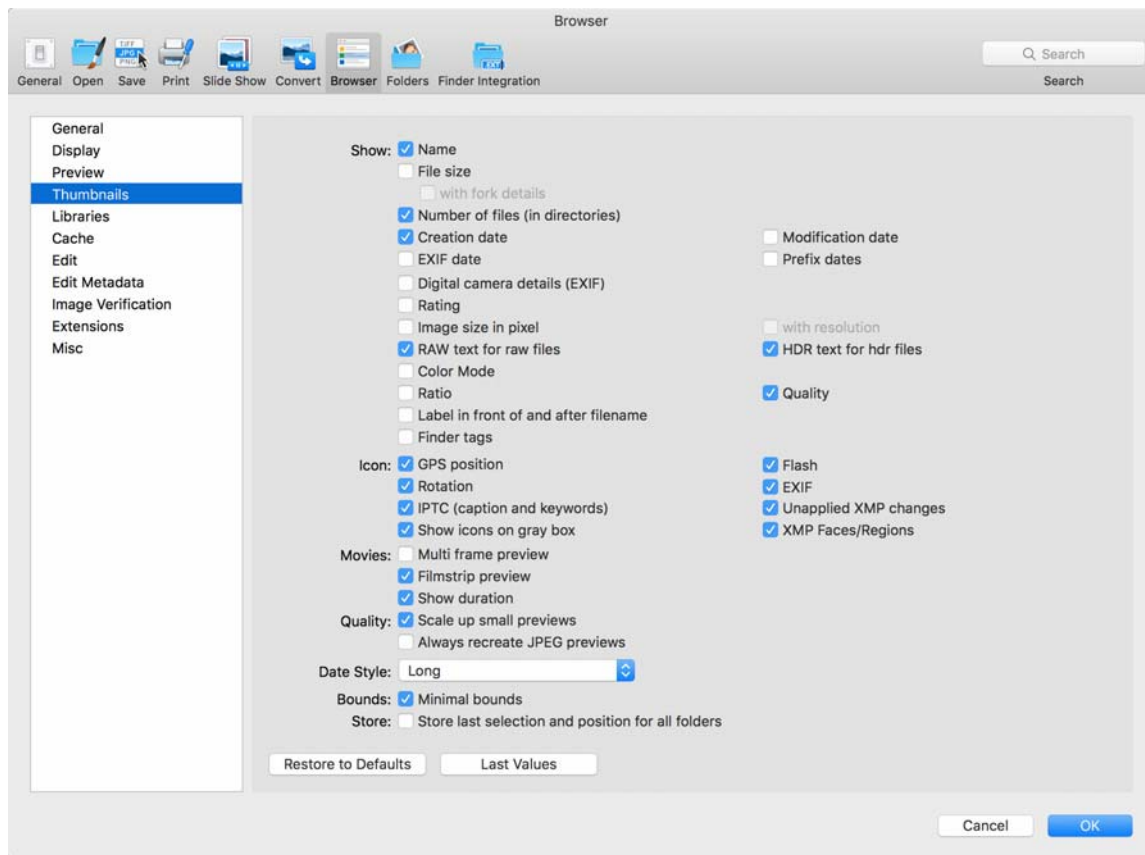 Browser
TIFF
JPG
PNG
EXT
Search
General Open Save Print Slide Show Convert Browser Folders Finder Integration Search
General
Display
Preview
Thumbnails
Libraries
Cache
Edit
Edit Metadata
Image Verification
Extensions
Misc
Show: Name
File size
with fork details
Number of files (in directories)
Creation date Modification date
EXIF date Prefix dates
Digital camera details (EXIF)
Rating
Image size in pixel with resolution
RAW text for raw files HDR text for hdr files
Color Mode
Ratio Quality
Label in front of and after filename
Finder tags
Icon: GPS position Flash
Rotation EXIF
IPTC (caption and keywords) Unapplied XMP changes
Show icons on gray box XMP Faces/Regions
Movies: Multi frame preview
Filmstrip preview
Show duration
Quality: Scale up small previews
Always recreate JPEG previews
Date Style: Long
Bounds: Minimal bounds
Store: Store last selection and position for all folders
Restore to Defaults Last Values
Cancel OK